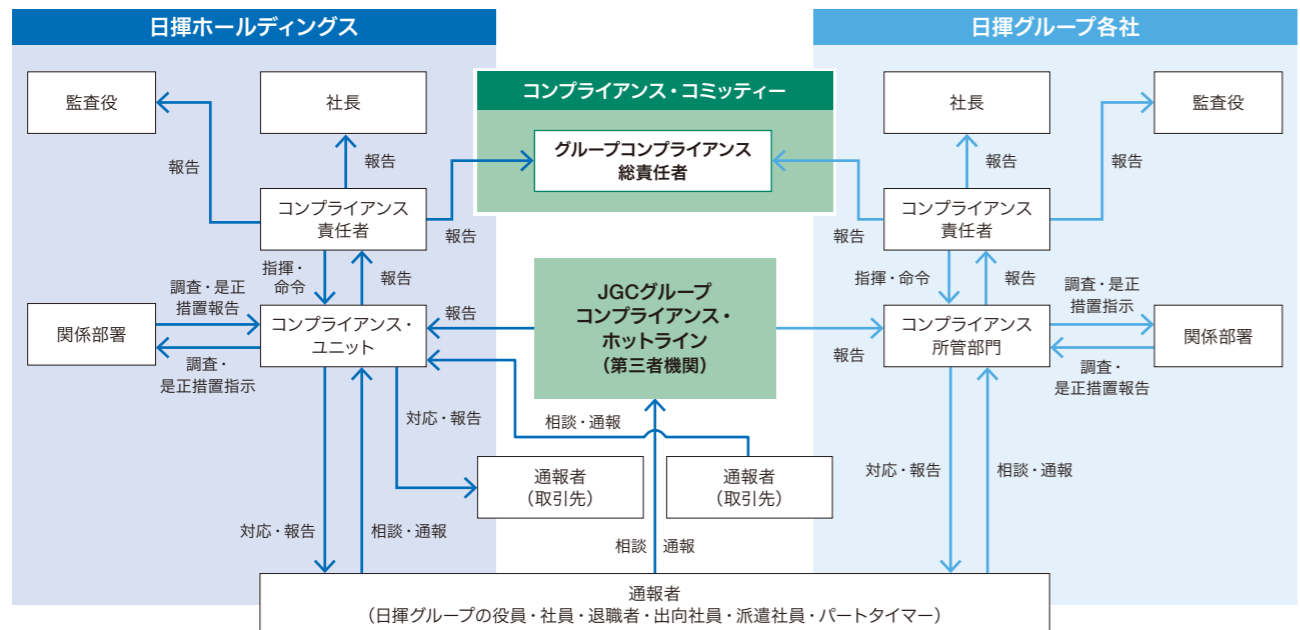 日揮ホールディングス
日揮グループ各社
監査役
社長
コンプライアンス・コミッティー
社長
監査役
グループコンプライアンス
総責任者
報告
報告
報告
報告
コンプライアンス
責任者
コンプライアンス
責任者
報告
報告
指揮・
命令
報告
指揮・命令
報告
JGCグループ
コンプライアンス・
ホットライン
（第三者機関）
調査・是正
措置報告
調査・是正
措置指示
関係部署
コンプライアンス・
ユニット
報告
報告
コンプライアンス
所管部門
関係部署
調査・
是正措置指示
調査・
是正措置報告
対応・報告
相談・通報
通報者
（取引先）
通報者
（取引先）
対応・報告
相談・通報
対応・報告
相談・通報
相談 通報
通報者
（日揮グループの役員・社員・退職者・出向社員・派遣社員・パートタイマー）